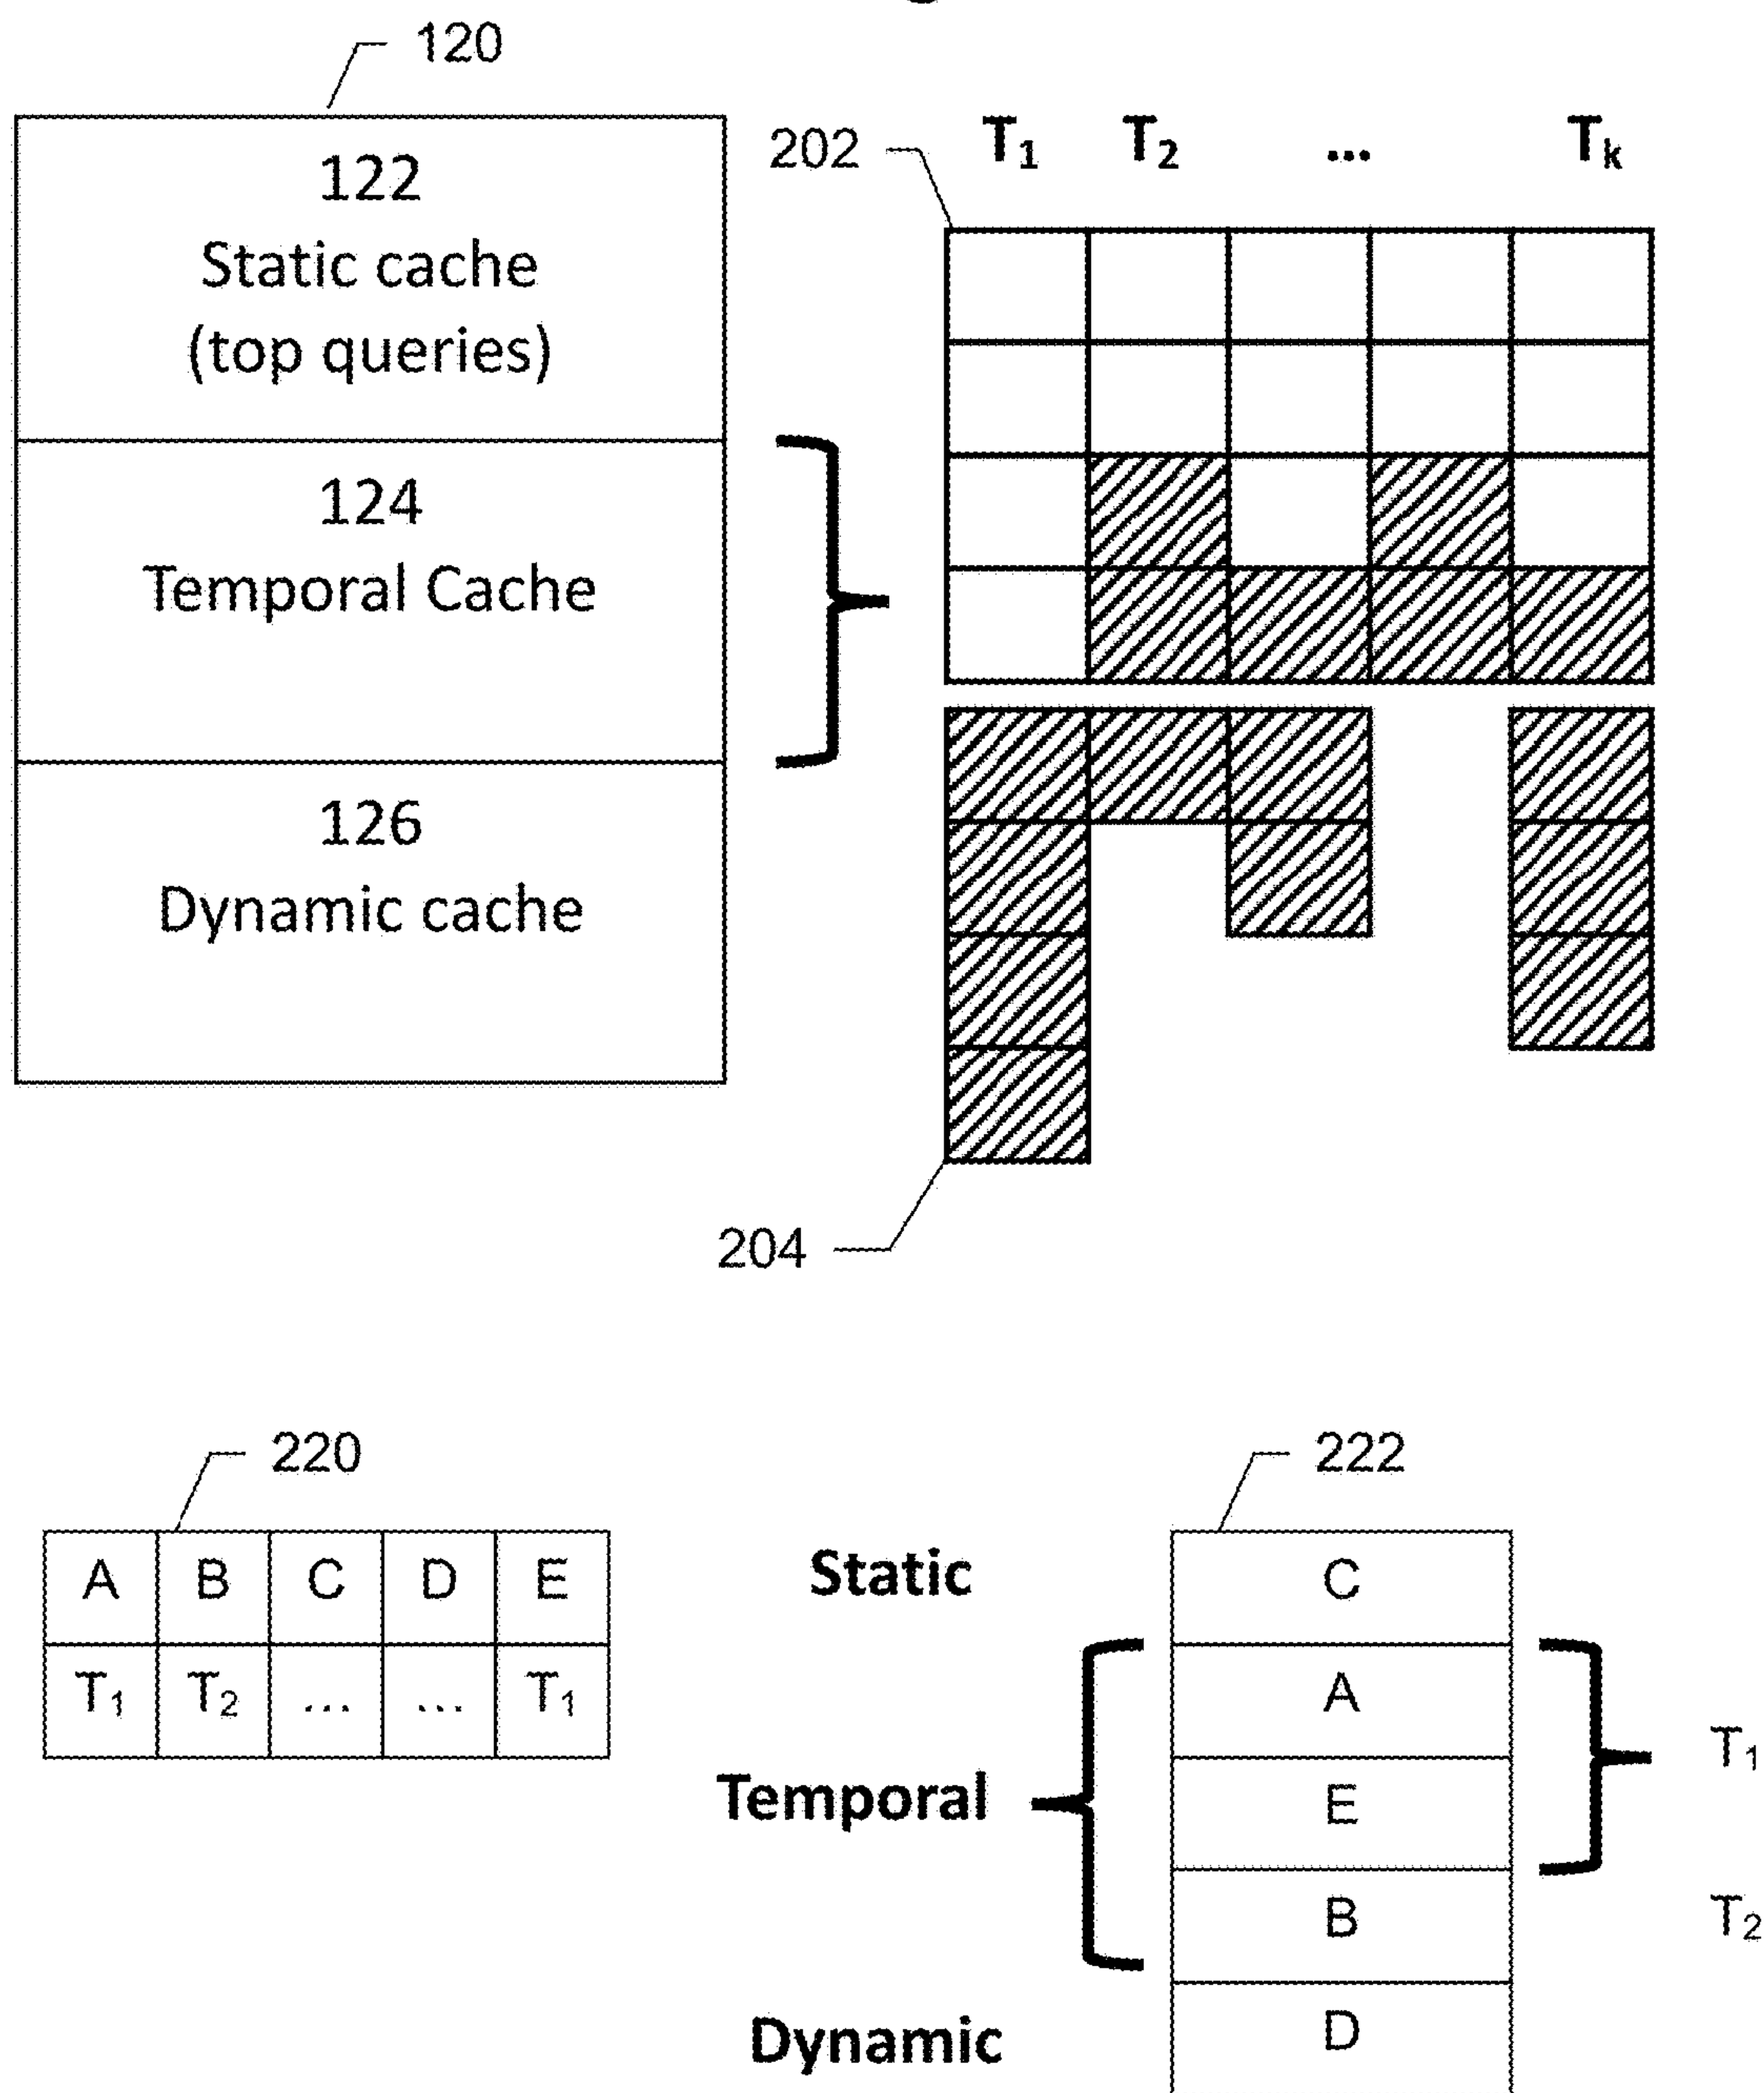 120
122
Static cache
(top queries)
124
Temporal Cache
126
Dynamic cache
202
T1 T2 ... Tk
204
220
A B C D E
T1 T2 ... ... T1
222
Static
Temporal
Dynamic
C
A
E
B
D
T1
T2